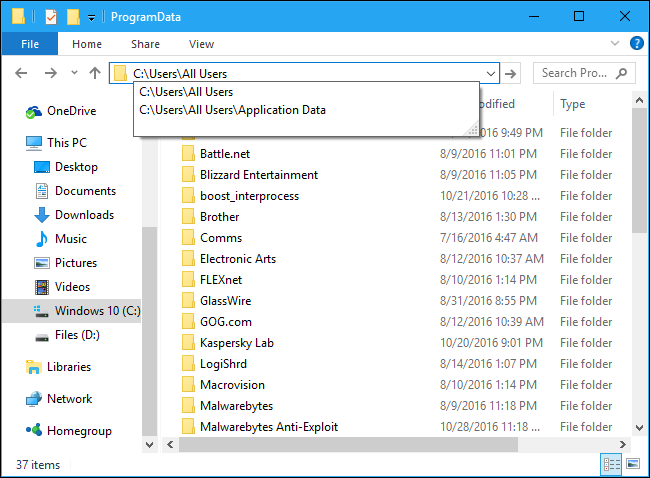 ProgramData
File Home Share View
C:\Users\All Users Search Pro...
C:\Users\All Users
C:\Users\All Users\Application Data
odified Type
9:49 PM File folder
Battle.net 8/9/2016 11:01 PM File folder
Blizzard Entertainment 8/9/2016 11:05 PM File folder
boost_interprocess 10/21/2016 10:28 ... File folder
Brother 8/13/2016 1:30 PM File folder
Comms 7/16/2016 4:47 AM File folder
Electronic Arts 8/12/2016 10:37 AM File folder
FLEXnet 8/10/2016 1:14 PM File folder
GlassWire 8/31/2016 8:55 PM File folder
GOG.com 8/12/2016 10:39 AM File folder
Kaspersky Lab 10/20/2016 9:01 PM File folder
LogiShrd 8/14/2016 1:07 PM File folder
Macrovision 8/10/2016 1:14 PM File folder
Malwarebytes 8/9/2016 11:18 PM File folder
Malwarebytes Anti-Exploit 10/28/2016 11:18 ... File folder
OneDrive
This PC
Desktop
Documents
Downloads
Music
Pictures
Videos
Windows 10 (C:)
Files (D:)
Libraries
Network
Homegroup
37 items